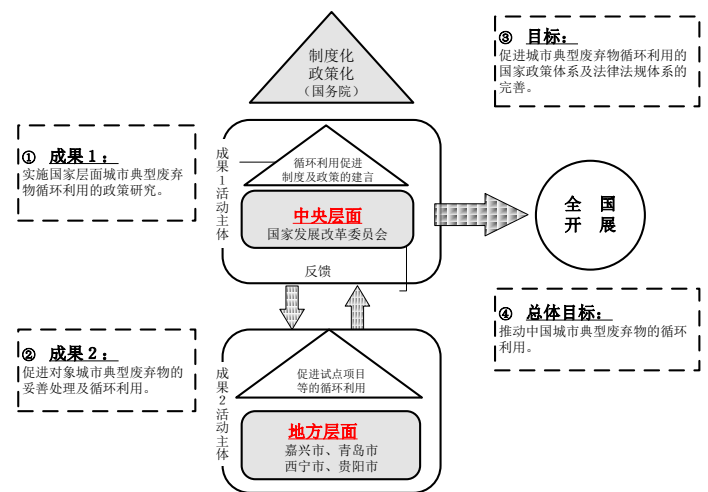 制度化
政策化
（国务院）
③ 目标：
促进城市典型废弃物循环利用的
国家政策体系及法律法规体系的
完善。
① 成果 1：
实施国家层面城市典型废弃
物循环利用的政策研究。
成果1活动主体
循环利用促进
制度及政策的建言
中央层面
国家发展改革委员会
反馈
全 国
开 展
④ 总体目标：
推动中国城市典型废弃物的循环
利用。
② 成果 2：
促进对象城市典型废弃物的
妥善处理及循环利用。
成果2活动主体
促进试点项目
等的循环利用
地方层面
嘉兴市、青岛市
西宁市、贵阳市